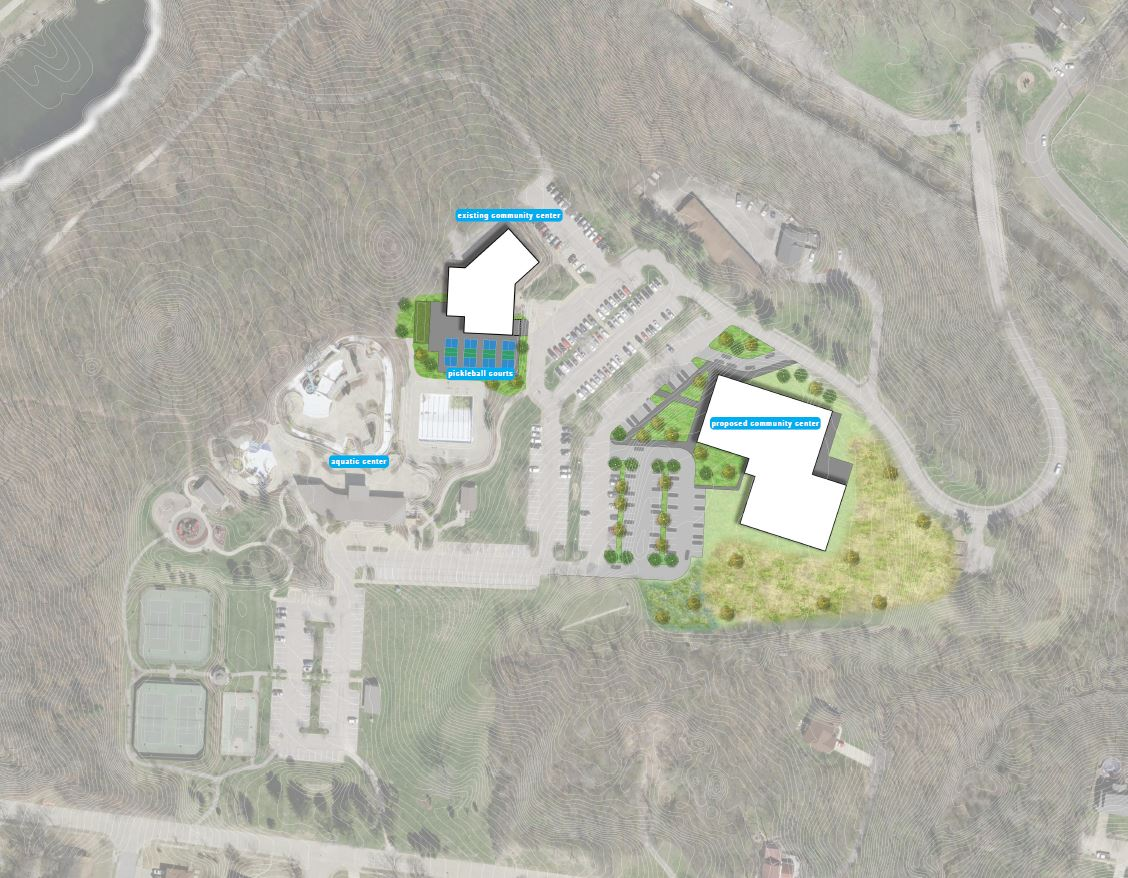 existing community center
pickleball courts
proposed community center
aquatic center